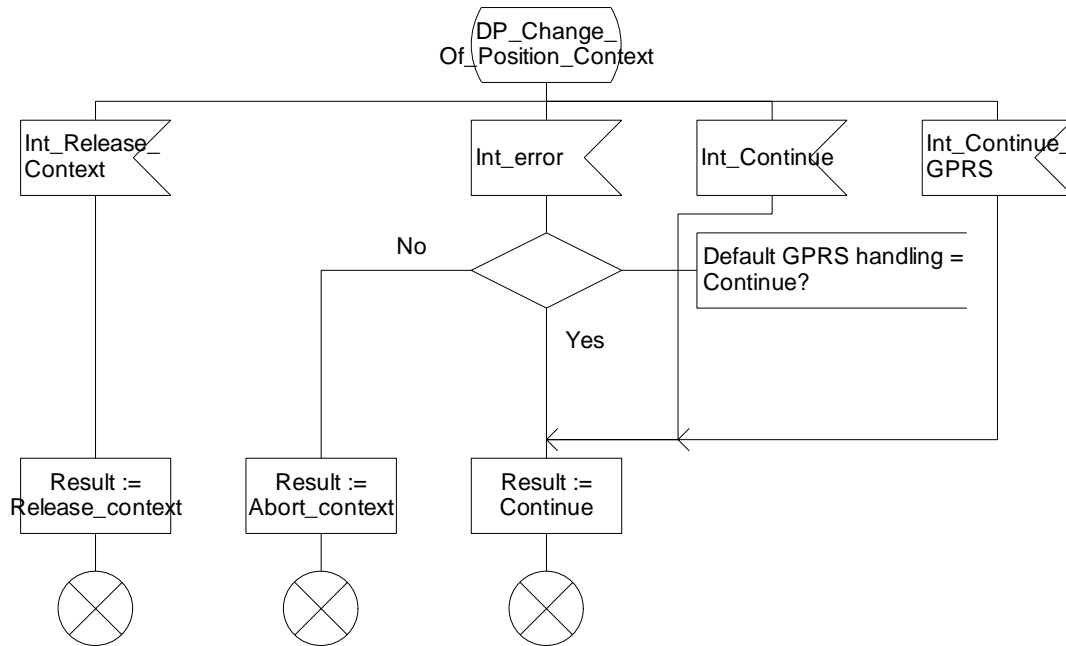 DP_Change_
Of_Position_Context
Int_Release_
Context
Int_error
Int_Continue
Int_Continue_
GPRS
No
Default GPRS handling =
Continue?
Yes
Result :=
Release_context
Result :=
Abort_context
Result :=
Continue